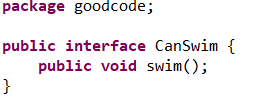 package goodcode;
public interface CanSwim {
    public void swim();
}